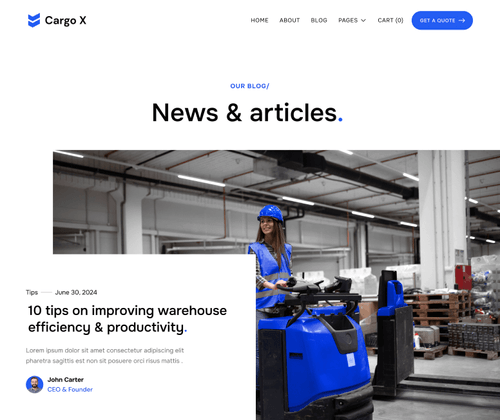 Cargo X
HOME ABOUT BLOG PAGES CART (0) GET A QUOTE
OUR BLOG/
News & articles.
Tips June 30, 2024
10 tips on improving warehouse
efficiency & productivity.
Lorem ipsum dolor sit amet consectetur adipiscing elit
pharetra sagittis est non sit posuere orci risus mattis..
John Carter
CEO & Founder